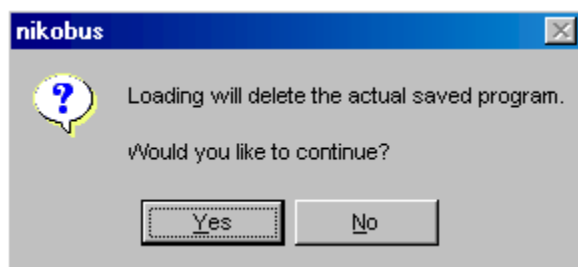 nikobus
Loading will delete the actual saved program.
Would you like to continue?
Yes
No